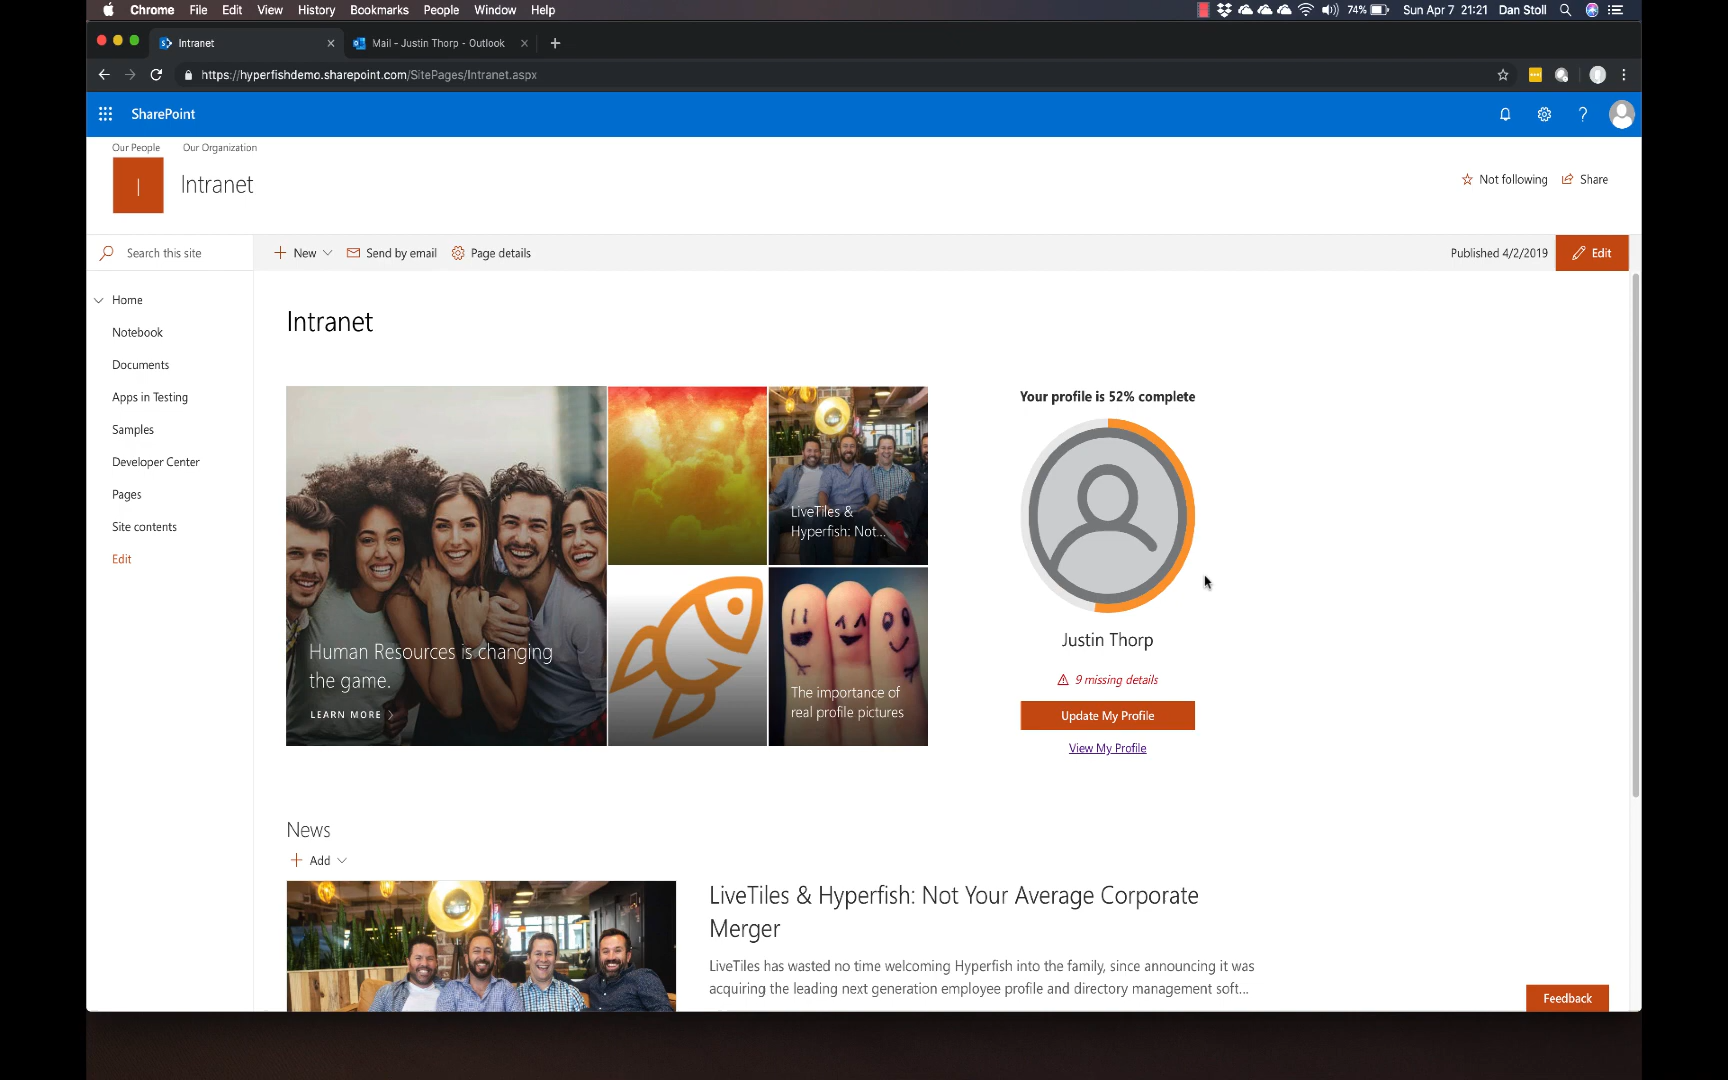 Chrome File Edit View History Bookmarks People Window Help 74% Sun Apr 7 21:21 Dan Stoll
Intranet Mail - Justin Thorp - Outlook
https://hyperfishdemo.sharepoint.com/SitePages/Intranet.aspx
SharePoint ?
Our People Our Organization
I Intranet
Not following Share
Search this site
New Send by email Page details Published 4/2/2019 Edit
Home
Notebook
Documents
Apps in Testing
Samples
Developer Center
Pages
Site contents
Edit
Intranet
Human Resources is changing
the game.
LEARN MORE
LiveTiles &
Hyperfish: Not...
The importance of
real profile pictures
Your profile is 52% complete
Justin Thorp
9 missing details
Update My Profile
View My Profile
News
Add
LiveTiles & Hyperfish: Not Your Average Corporate
Merger
LiveTiles has wasted no time welcoming Hyperfish into the family, since announcing it was
acquiring the leading next generation employee profile and directory management soft...
Feedback